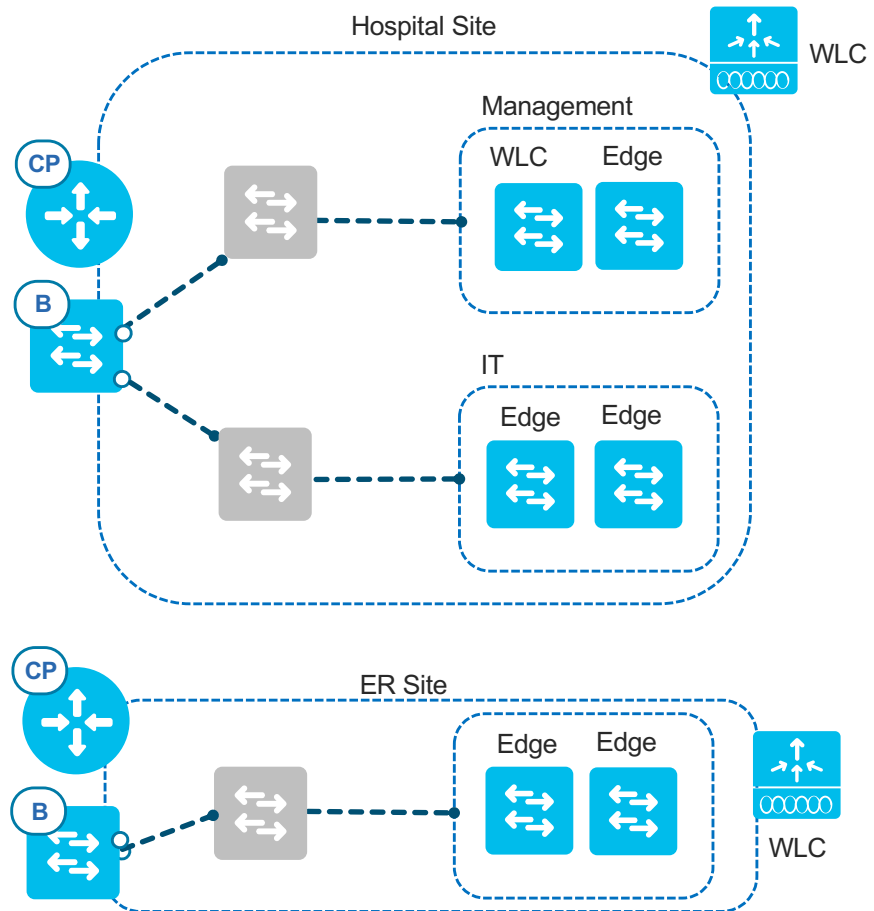 Hospital Site
WLC
Management
CP
WLC
Edge
B
IT
Edge
Edge
CP
ER Site
Edge
Edge
B
WLC